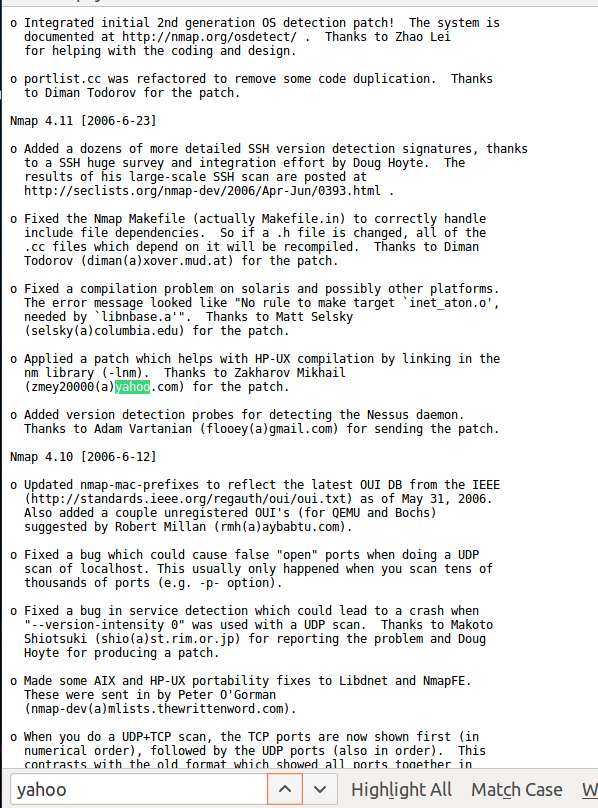 o Integrated initial 2nd generation OS detection patch!  The system is
documented at http://nmap.org/osdetect/ .  Thanks to Zhao Lei
for helping with the coding and design.
o portlist.cc was refactored to remove some code duplication.  Thanks
to Diman Todorov for the patch.
Nmap 4.11 [2006-6-23]
o Added a dozens of more detailed SSH version detection signatures, thanks
to a SSH huge survey and integration effort by Doug Hoyte.  The
results of his large-scale SSH scan are posted at
http://seclists.org/nmap-dev/2006/Apr-Jun/0393.html .
o Fixed the Nmap Makefile (actually Makefile.in) to correctly handle
include file dependencies.  So if a .h file is changed, all of the
.cc files which depend on it will be recompiled.  Thanks to Diman
Todorov (diman(a)xover.mud.at) for the patch.
o Fixed a compilation problem on solaris and possibly other platforms.
The error message looked like "No rule to make target `inet_aton.o',
needed by `libnbase.a'".  Thanks to Matt Selsky
(selsky(a)columbia.edu) for the patch.
o Applied a patch which helps with HP-UX compilation by linking in the
nm library (-lnm).  Thanks to Zakharov Mikhail
(zmey20000(a)yahoo.com) for the patch.
o Added version detection probes for detecting the Nessus daemon.
Thanks to Adam Vartanian (flooey(a)gmail.com) for sending the patch.
Nmap 4.10 [2006-6-12]
o Updated nmap-mac-prefixes to reflect the latest OUI DB from the IEEE
(http://standards.ieee.org/regauth/oui/oui.txt) as of May 31, 2006.
Also added a couple unregistered OUI's (for QEMU and Bochs)
suggested by Robert Millan (rmh(a)aybabtu.com).
o Fixed a bug which could cause false "open" ports when doing a UDP
scan of localhost. This usually only happened when you scan tens of
thousands of ports (e.g. -p- option).
o Fixed a bug in service detection which could lead to a crash when
"--version-intensity 0" was used with a UDP scan.  Thanks to Makoto
Shiotsuki (shio(a)st.rim.or.jp) for reporting the problem and Doug
Hoyte for producing a patch.
o Made some AIX and HP-UX portability fixes to Libdnet and NmapFE.
These were sent in by Peter O'Gorman
(nmap-dev(a)mlists.thewrittenword.com).
o When you do a UDP+TCP scan, the TCP ports are now shown first (in
numerical order), followed by the UDP ports (also in order).  This
contrasts with the old format which showed all ports together in
yahoo Highlight All Match Case W